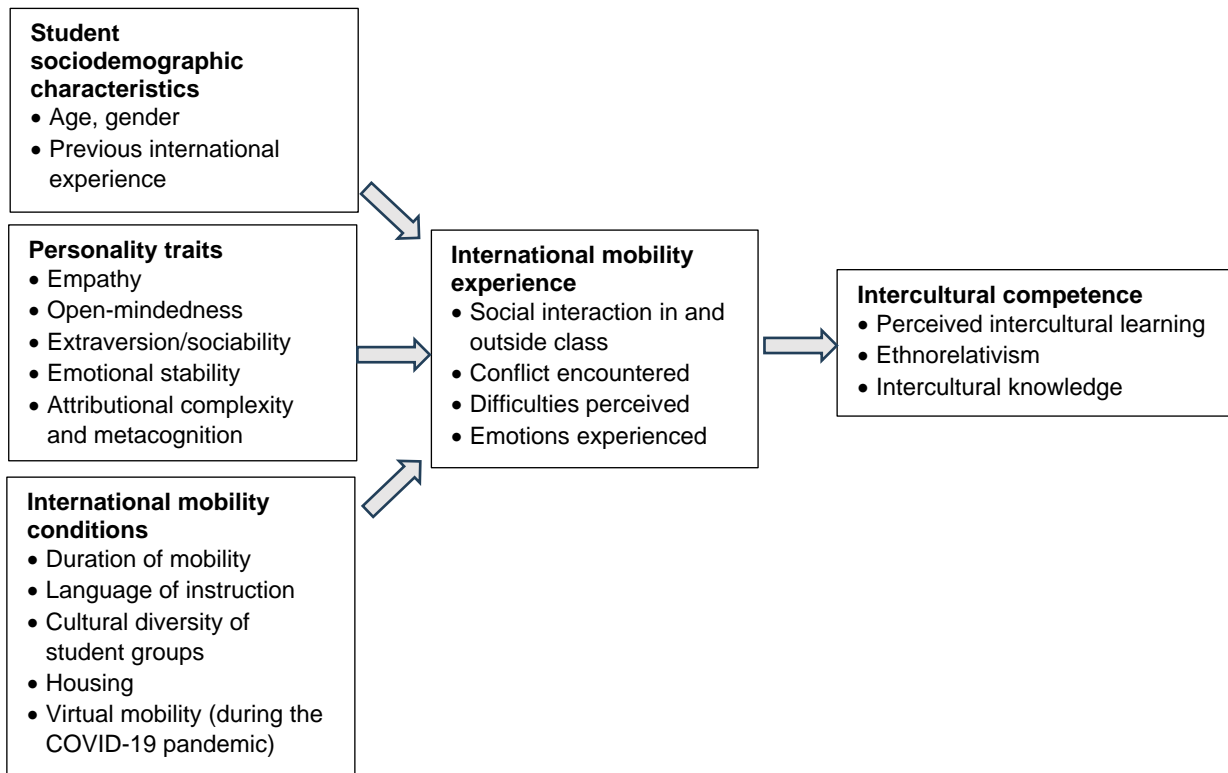 Student
sociodemographic
characteristics
• Age, gender
• Previous international
experience
Personality traits
• Empathy
• Open-mindedness
• Extraversion/sociability
• Emotional stability
• Attributional complexity
and metacognition
International mobility
conditions
• Duration of mobility
• Language of instruction
• Cultural diversity of
student groups
• Housing
• Virtual mobility (during the
COVID-19 pandemic)
International mobility
experience
• Social interaction in and
outside class
• Conflict encountered
• Difficulties perceived
• Emotions experienced
Intercultural competence
• Perceived intercultural learning
• Ethnorelativism
• Intercultural knowledge